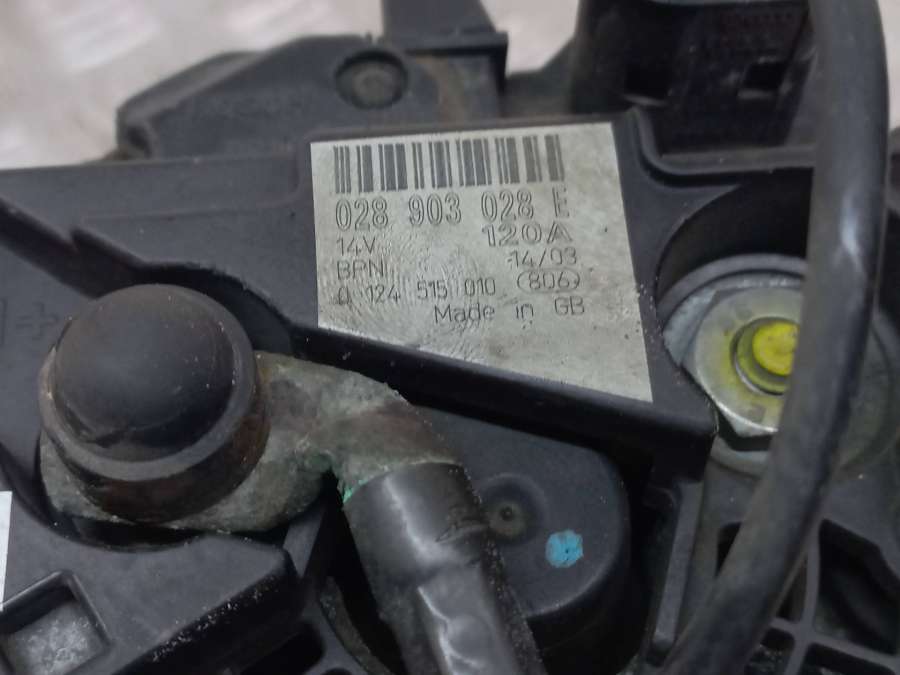 028 903 028 E
14V 120A
BPN 14/03
0 124 515 010 806
Made in GB